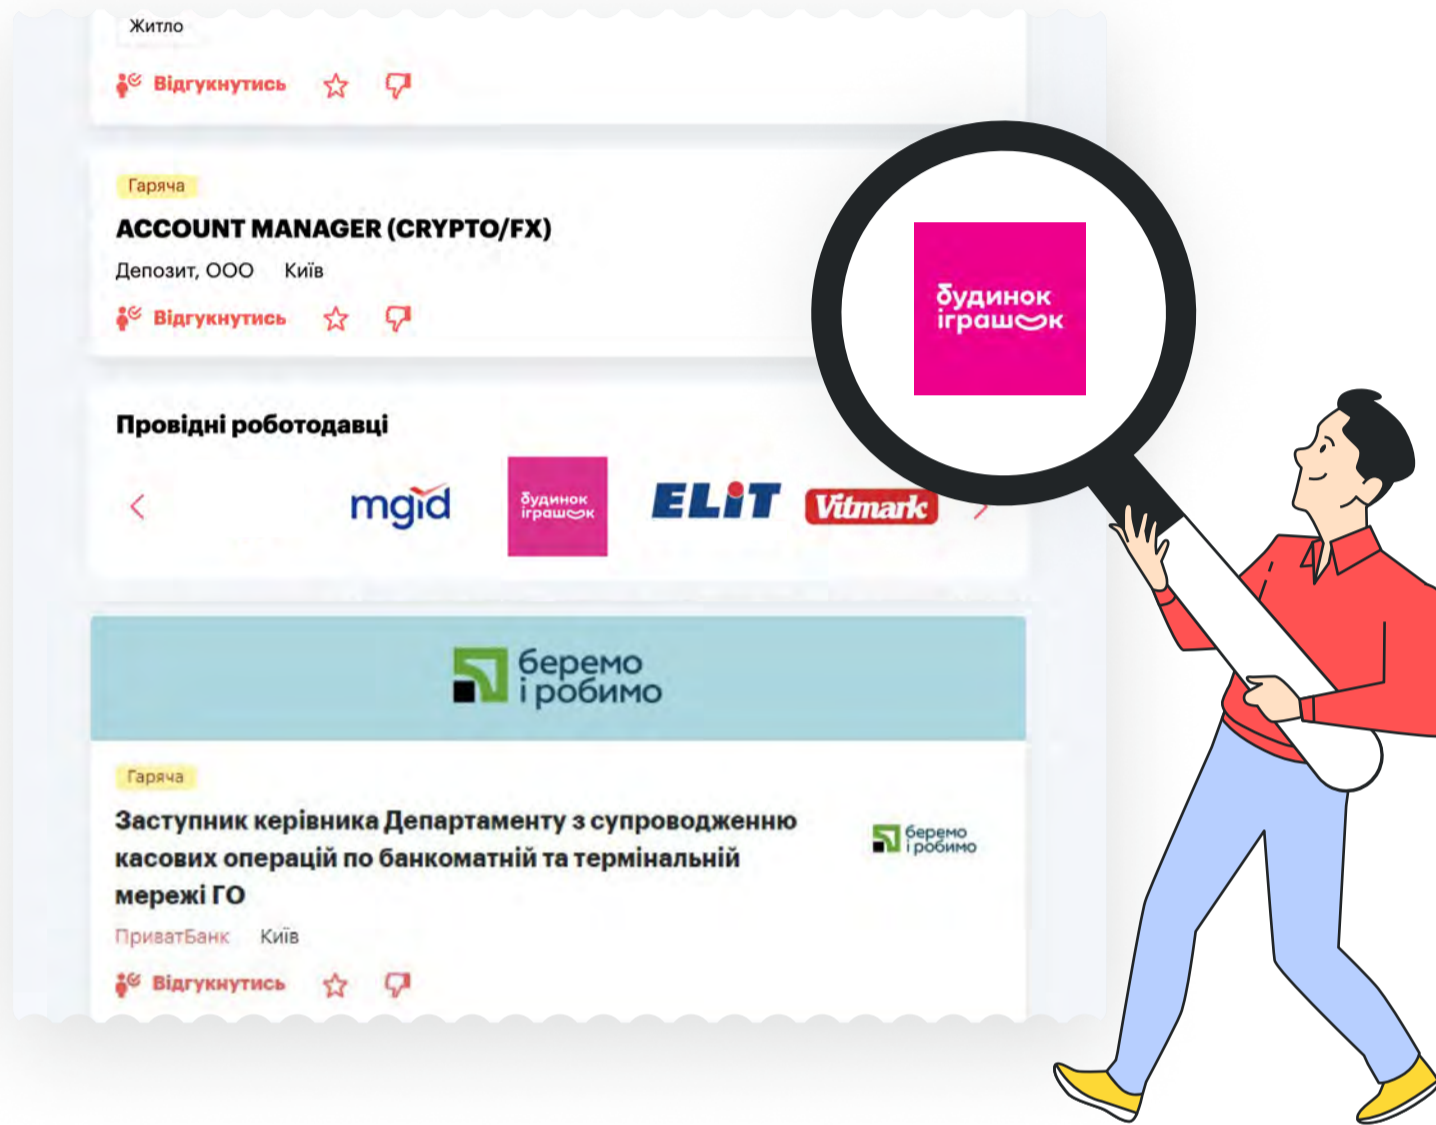 Житло
Відгукнутись
Гаряча
ACCOUNT MANAGER (CRYPTO/FX)
Депозит, ООО Київ
Відгукнутись
будинок
іграшок
Провідні роботодавці
mgid
будинок
іграшок
ELIT
Vitmark
беремо
і робимо
Гаряча
Заступник керівника Департаменту з супроводженню
касових операцій по банкоматній та термінальній
мережі ГО
беремо
і робимо
ПриватБанк Київ
Відгукнутись